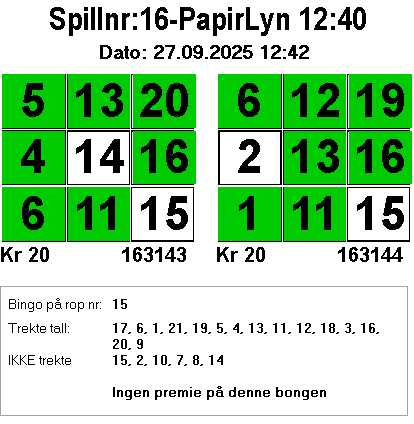 Spillnr:16-PapirLyn 12:40
Dato: 27.09.2025 12:42
5 13 20 6 12 19
4 14 16 2 13 16
6 11 15 1 11 15
Kr 20 163143 Kr 20 163144
Bingo på rop nr: 15
Trekte tall: 17, 6, 1, 21, 19, 5, 4, 13, 11, 12, 18, 3, 16,
20, 9
IKKE trekte 15, 2, 10, 7, 8, 14
Ingen premie på denne bongen